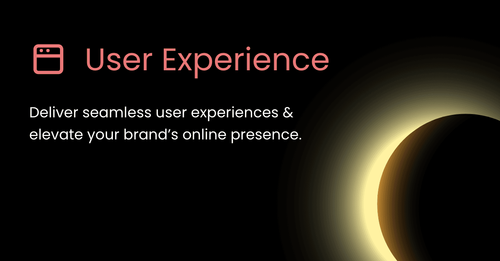 User Experience
Deliver seamless user experiences &
elevate your brand’s online presence.